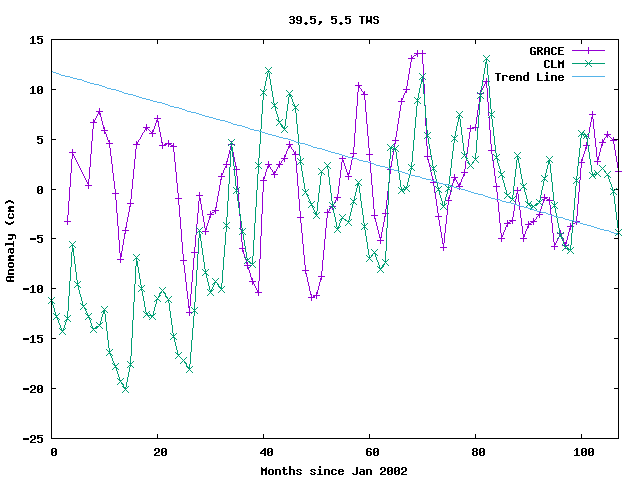 39.5, 5.5 TWS
GRACE
CLM
Trend Line
15
10
5
0
-5
-10
-15
-20
-25
Anomaly (cm)
0 20 40 60 80 100
Months since Jan 2002